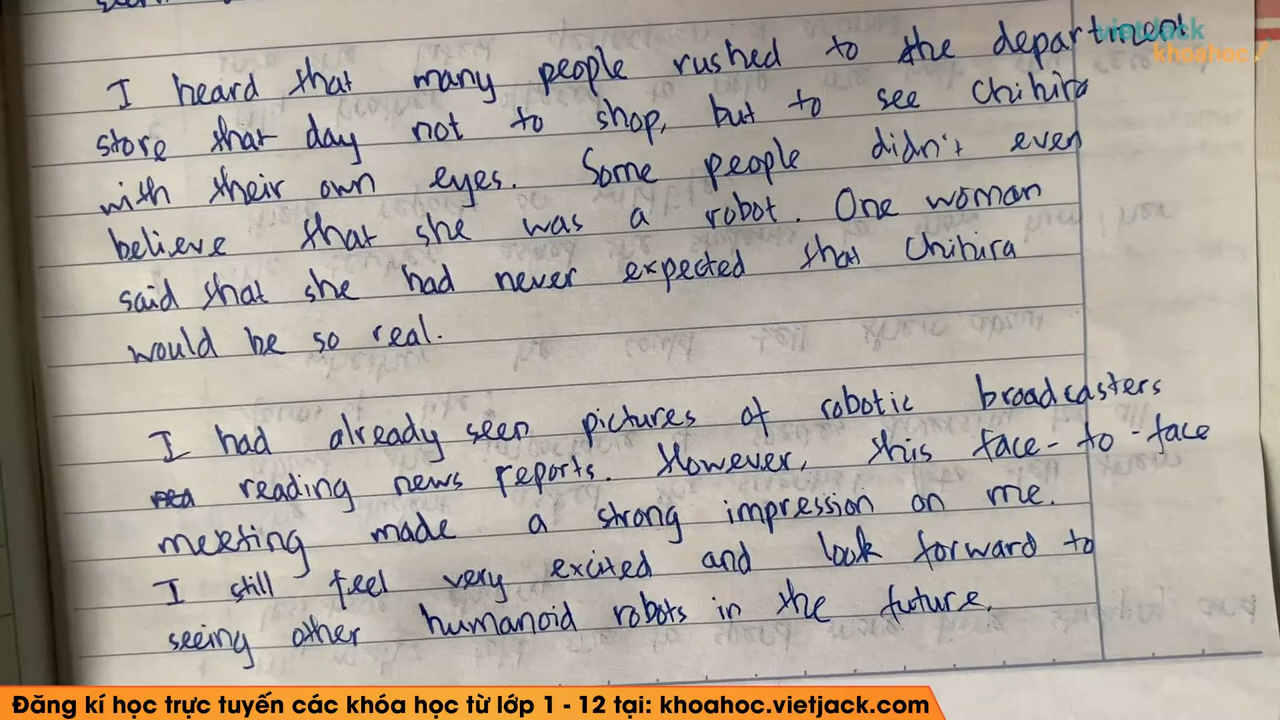 vietjack
khoahoc
I heard that many people rushed to the department
store that day not to shop, but to see Chihira
with their own eyes. Some people didn't even
believe that she was a robot. One woman
said that she had never expected that Chihira
would be so real.
I had already seen pictures of robotic broadcasters
reading news reports. However, this face-to-face
meeting made a strong impression on me.
I still feel very excited and look forward to
seeing other humanoid robots in the future.
Đăng kí học trực tuyến các khóa học từ lớp 1 - 12 tại: khoahoc.vietjack.com